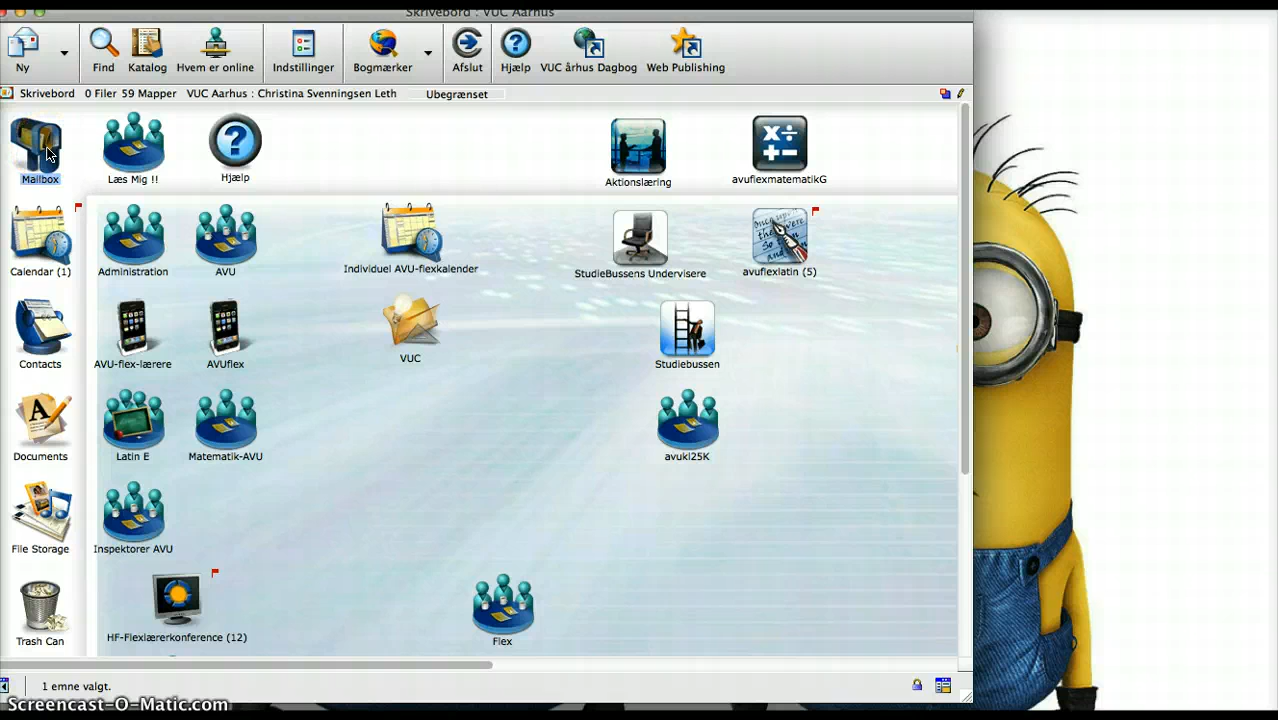 Skrivebord : VUC Aarhus
Ny
Find
Katalog
Hvem er online
Indstillinger
Bogmærker
Afslut
Hjælp
VUC århus Dagbog
Web Publishing
Skrivebord 0 Filer 59 Mapper VUC Aarhus : Christina Svenningsen Leth Ubegrænset
Mailbox
Læs Mig !!
Hjælp
Aktionslæring
avuflexmatematikG
Calendar (1)
Administration
AVU
Individuel AVU-flexkalender
StudieBussens Undervisere
avuflexlatin (5)
Contacts
AVU-flex-lærere
AVUflex
VUC
Studiebussen
Documents
Latin E
Matematik-AVU
avukl25K
File Storage
Inspektorer AVU
Trash Can
HF-Flexlærerkonference (12)
Flex
1 emne valgt.
Screencast-O-Matic.com